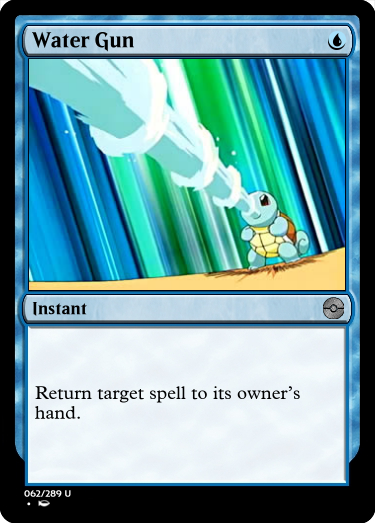 Water Gun
Instant
Return target spell to its owner's
hand.
062/289 U